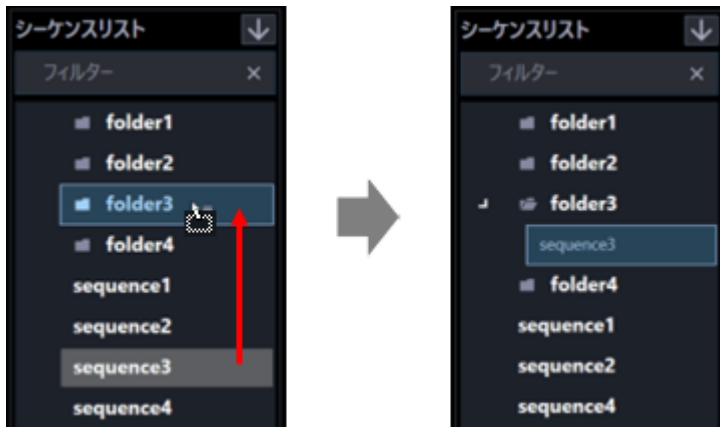 シーケンスリスト
フィルター
folder1
folder2
folder3
folder4
sequence1
sequence2
sequence3
sequence4
シーケンスリスト
フィルター
folder1
folder2
folder3
sequence3
folder4
sequence1
sequence2
sequence4